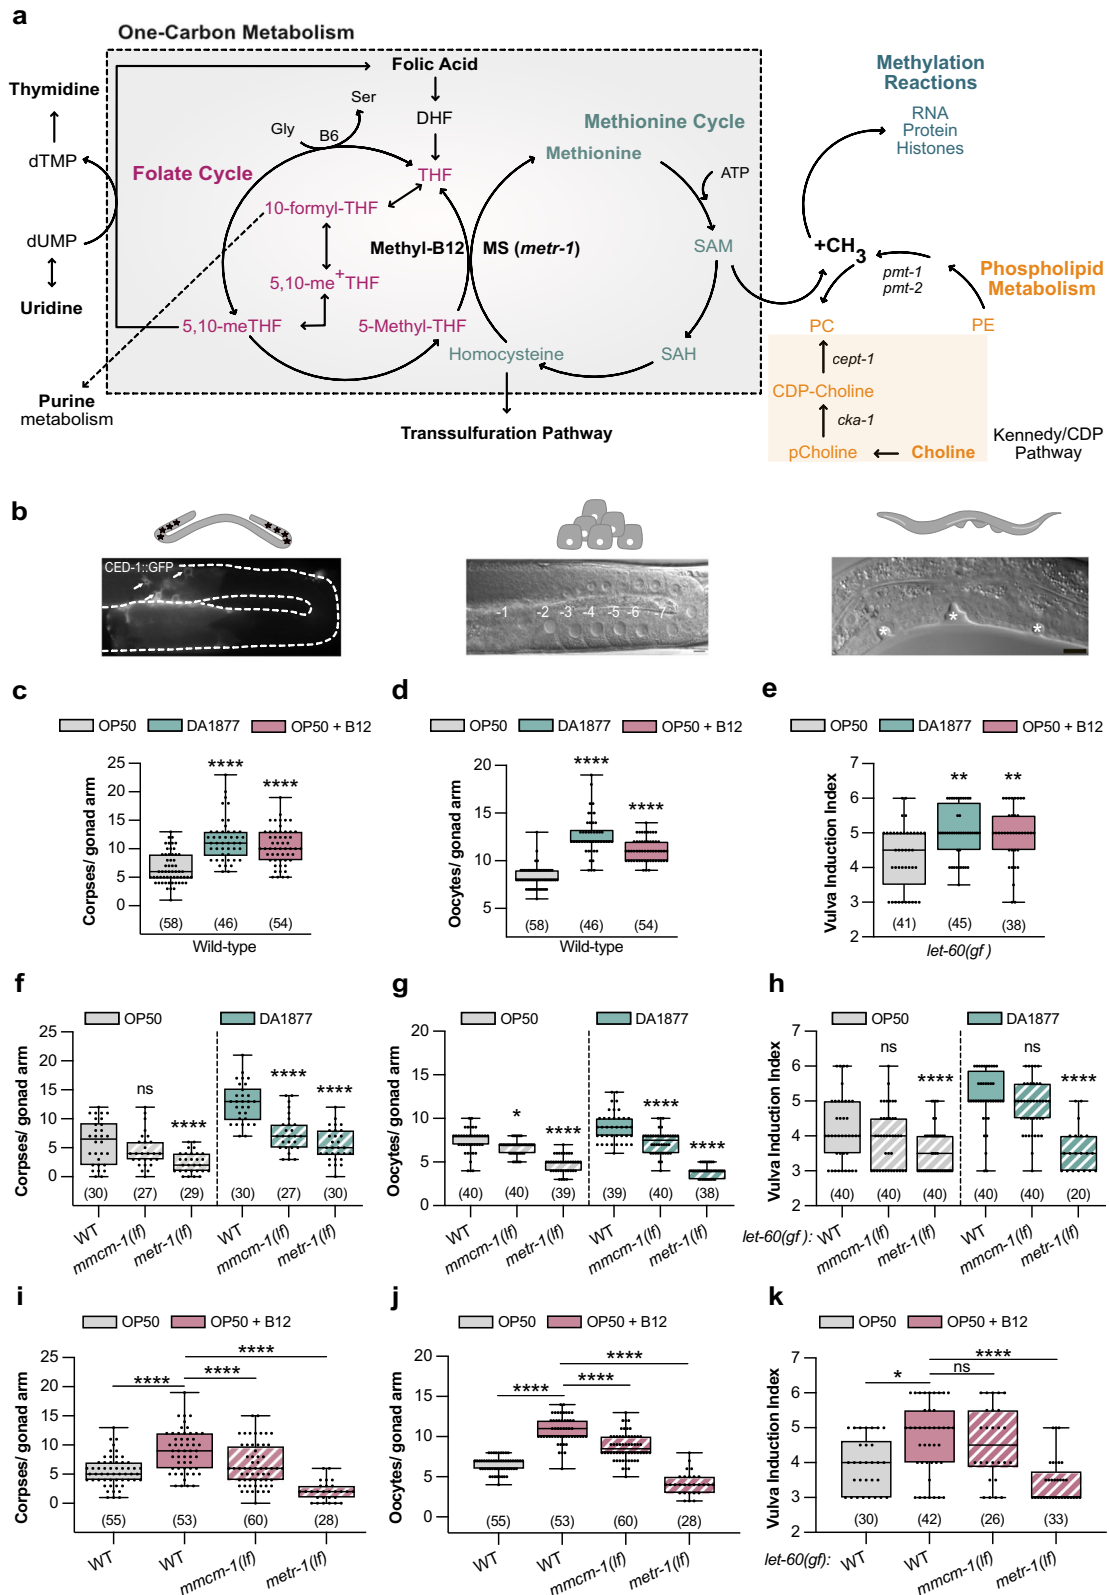 a
One-Carbon Metabolism
Folic Acid
Thymidine
Ser
DHF
Gly
B6
dTMP
Folate Cycle
THF
10-formyl-THF
dUMP
Methyl-B12
MS (metr-1)
5,10-me+THF
Uridine
5,10-meTHF
5-Methyl-THF
Homocysteine
Purine
metabolism
Transsulfuration Pathway
Methionine Cycle
Methionine
ATP
SAM
SAH
Methylation
Reactions
RNA
Protein
Histones
+CH3
pmt-1
pmt-2
Phospholipid
Metabolism
PC
PE
cept-1
CDP-Choline
cka-1
pCholine
Choline
Kennedy/CDP
Pathway
b
CED-1::GFP
-1 -2 -3 -4 -5 -6 -7
* * *
c
OP50 DA1877 OP50 + B12
Corpses/ gonad arm
25
20
15
10
5
0
**** ****
(58) (46) (54)
Wild-type
d
OP50 DA1877 OP50 + B12
Oocytes/ gonad arm
20
15
10
5
**** ****
(58) (46) (54)
Wild-type
e
OP50 DA1877 OP50 + B12
Vulva Induction Index
7
6
5
4
3
2
** **
(41) (45) (38)
let-60(gf)
f
OP50 DA1877
Corpses/ gonad arm
25
20
15
10
5
0
ns **** **** ****
(30) (27) (29) (30) (27) (30)
WT mmcm-1(lf) metr-1(lf) WT mmcm-1(lf) metr-1(lf)
g
OP50 DA1877
Oocytes/ gonad arm
20
15
10
5
0
* **** **** ****
(40) (40) (39) (39) (40) (38)
WT mmcm-1(lf) metr-1(lf) WT mmcm-1(lf) metr-1(lf)
h
OP50 DA1877
Vulva Induction Index
7
6
5
4
3
2
ns **** ns ****
(40) (40) (40) (40) (40) (20)
let-60(gf): WT mmcm-1(lf) metr-1(lf) WT mmcm-1(lf) metr-1(lf)
i
OP50 OP50 + B12
Corpses/ gonad arm
25
20
15
10
5
0
****
**** ****
(55) (53) (60) (28)
WT WT mmcm-1(lf) metr-1(lf)
j
OP50 OP50 + B12
Oocytes/ gonad arm
20
15
10
5
0
****
**** ****
(55) (53) (60) (28)
WT WT mmcm-1(lf) metr-1(lf)
k
OP50 OP50 + B12
Vulva Induction Index
7
6
5
4
3
2
****
* ns
(30) (42) (26) (33)
let-60(gf): WT WT mmcm-1(lf) metr-1(lf)